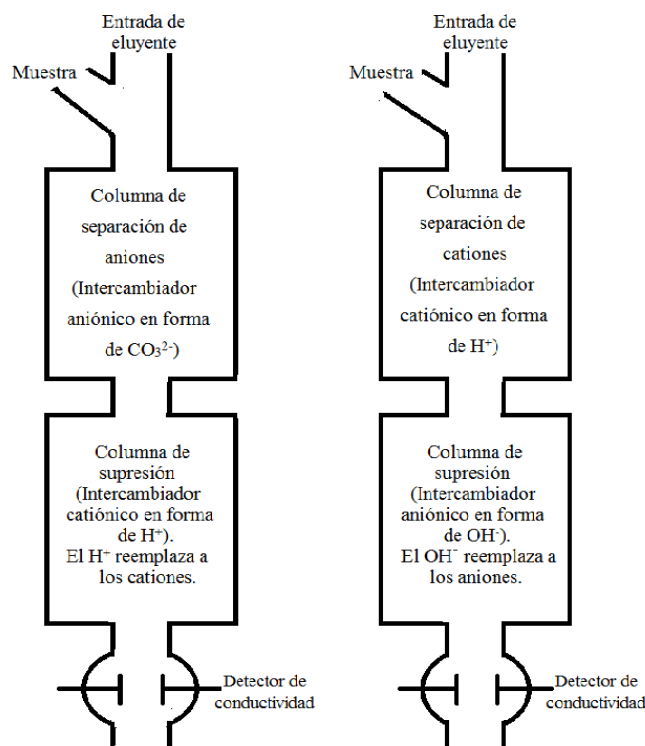 Entrada de
eluyente
Muestra
Columna de
separación de
aniones
(Intercambiador
aniónico en forma
de CO₃²⁻)
Columna de
supresión
(Intercambiador
catiónico en forma
de H⁺).
El H⁺ reemplaza a
los cationes.
Entrada de
eluyente
Muestra
Columna de
separación de
cationes
(Intercambiador
catiónico en forma
de H⁺)
Columna de
supresión
(Intercambiador
aniónico en forma
de OH⁻).
El OH⁻ reemplaza a
los aniones.
Detector de
conductividad